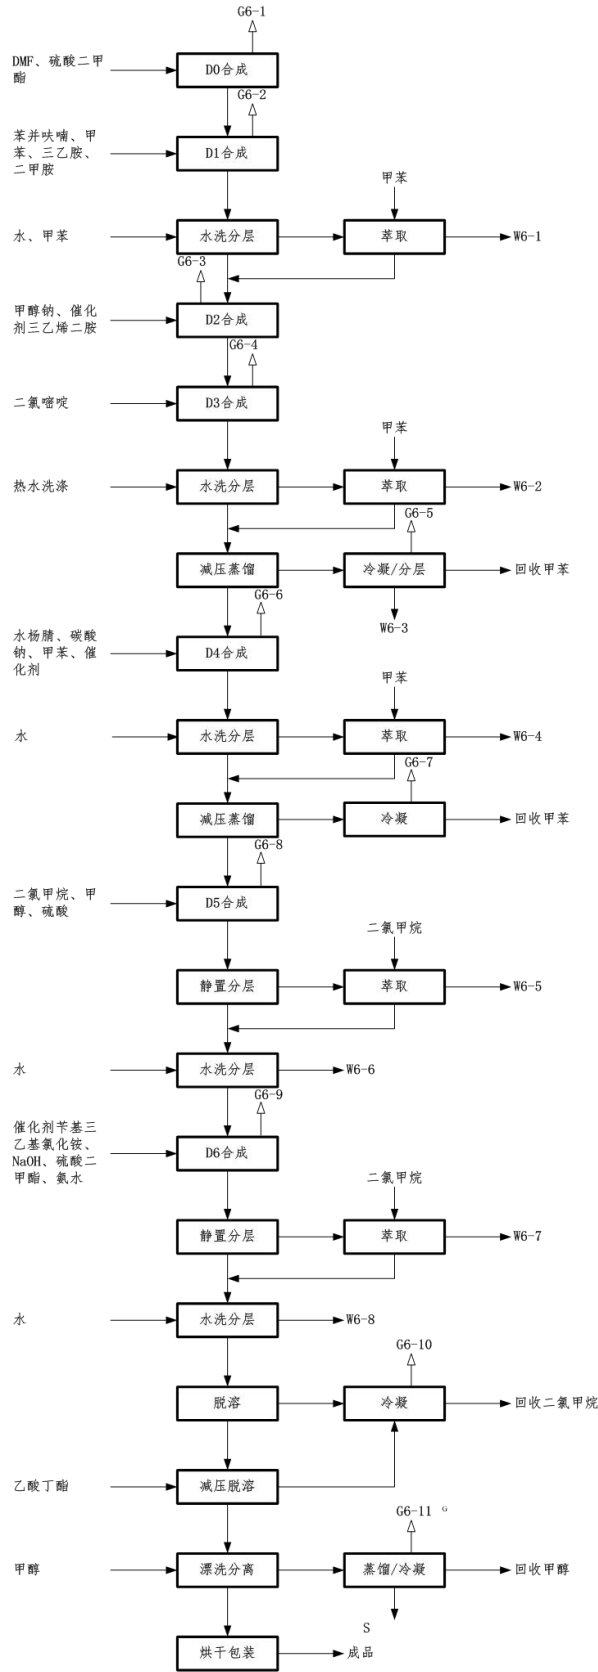 G6-1
DMF、硫酸二甲
酯
D0合成
G6-2
苯并呋喃、甲
苯、三乙胺、
二甲胺
D1合成
甲苯
水、甲苯
水洗分层
萃取
W6-1
G6-3
甲醇钠、催化
剂三乙烯二胺
D2合成
G6-4
二氯嘧啶
D3合成
甲苯
热水洗涤
水洗分层
萃取
W6-2
G6-5
减压蒸馏
冷凝/分层
回收甲苯
G6-6
W6-3
水杨腈、碳酸
钠、甲苯、催
化剂
D4合成
甲苯
水
水洗分层
萃取
W6-4
G6-7
减压蒸馏
冷凝
回收甲苯
G6-8
二氯甲烷、甲
醇、硫酸
D5合成
二氯甲烷
静置分层
萃取
W6-5
水
水洗分层
W6-6
G6-9
催化剂苄基三
乙基氯化铵、
NaOH、硫酸二
甲酯、氨水
D6合成
二氯甲烷
静置分层
萃取
W6-7
水
水洗分层
W6-8
G6-10
脱溶
冷凝
回收二氯甲烷
乙酸丁酯
减压脱溶
G6-11 G
甲醇
漂洗分离
蒸馏/冷凝
回收甲醇
S
烘干包装
成品